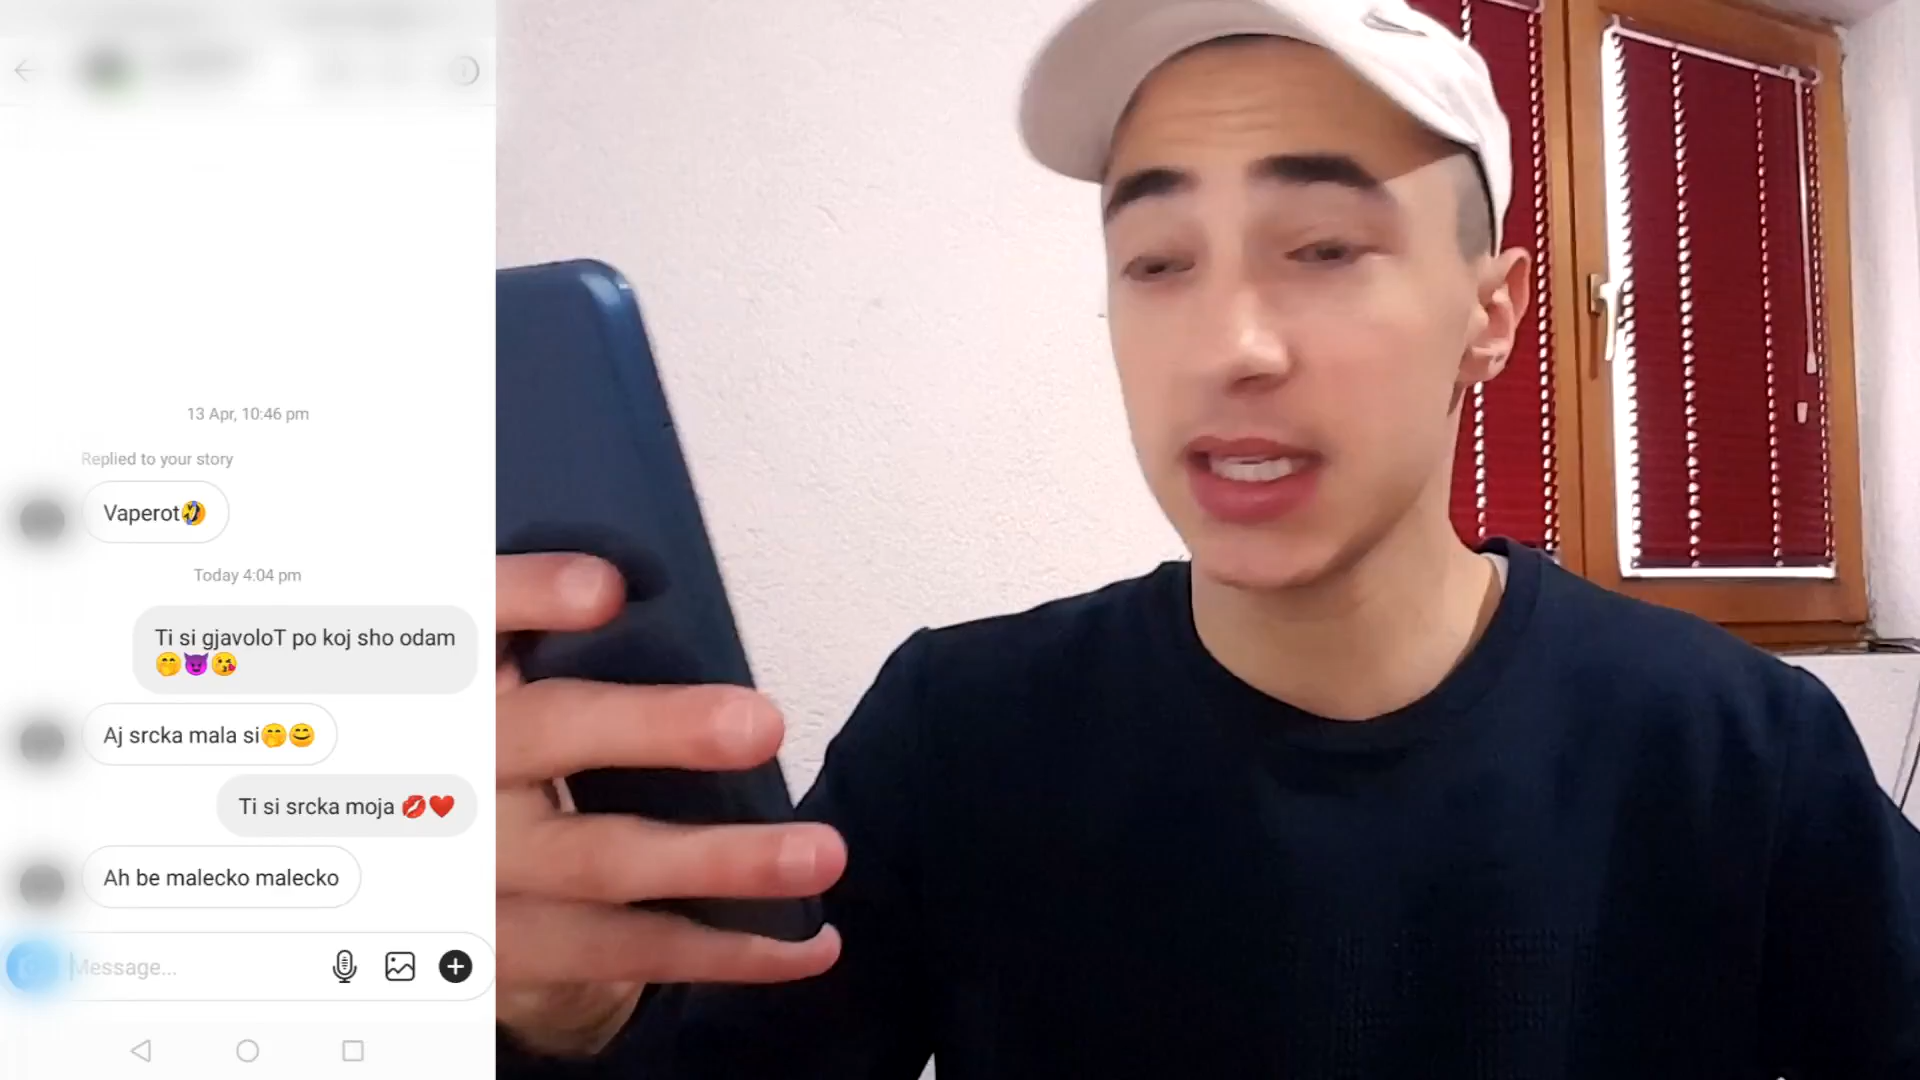 13 Apr, 10:46 pm
Replied to your story
Vaperot🤣
Today 4:04 pm
Ti si gjavoloT po koj sho odam
🤭😈😘
Aj srcka mala si🤭😊
Ti si srcka moja 💋❤️
Ah be malecko malecko
Message...